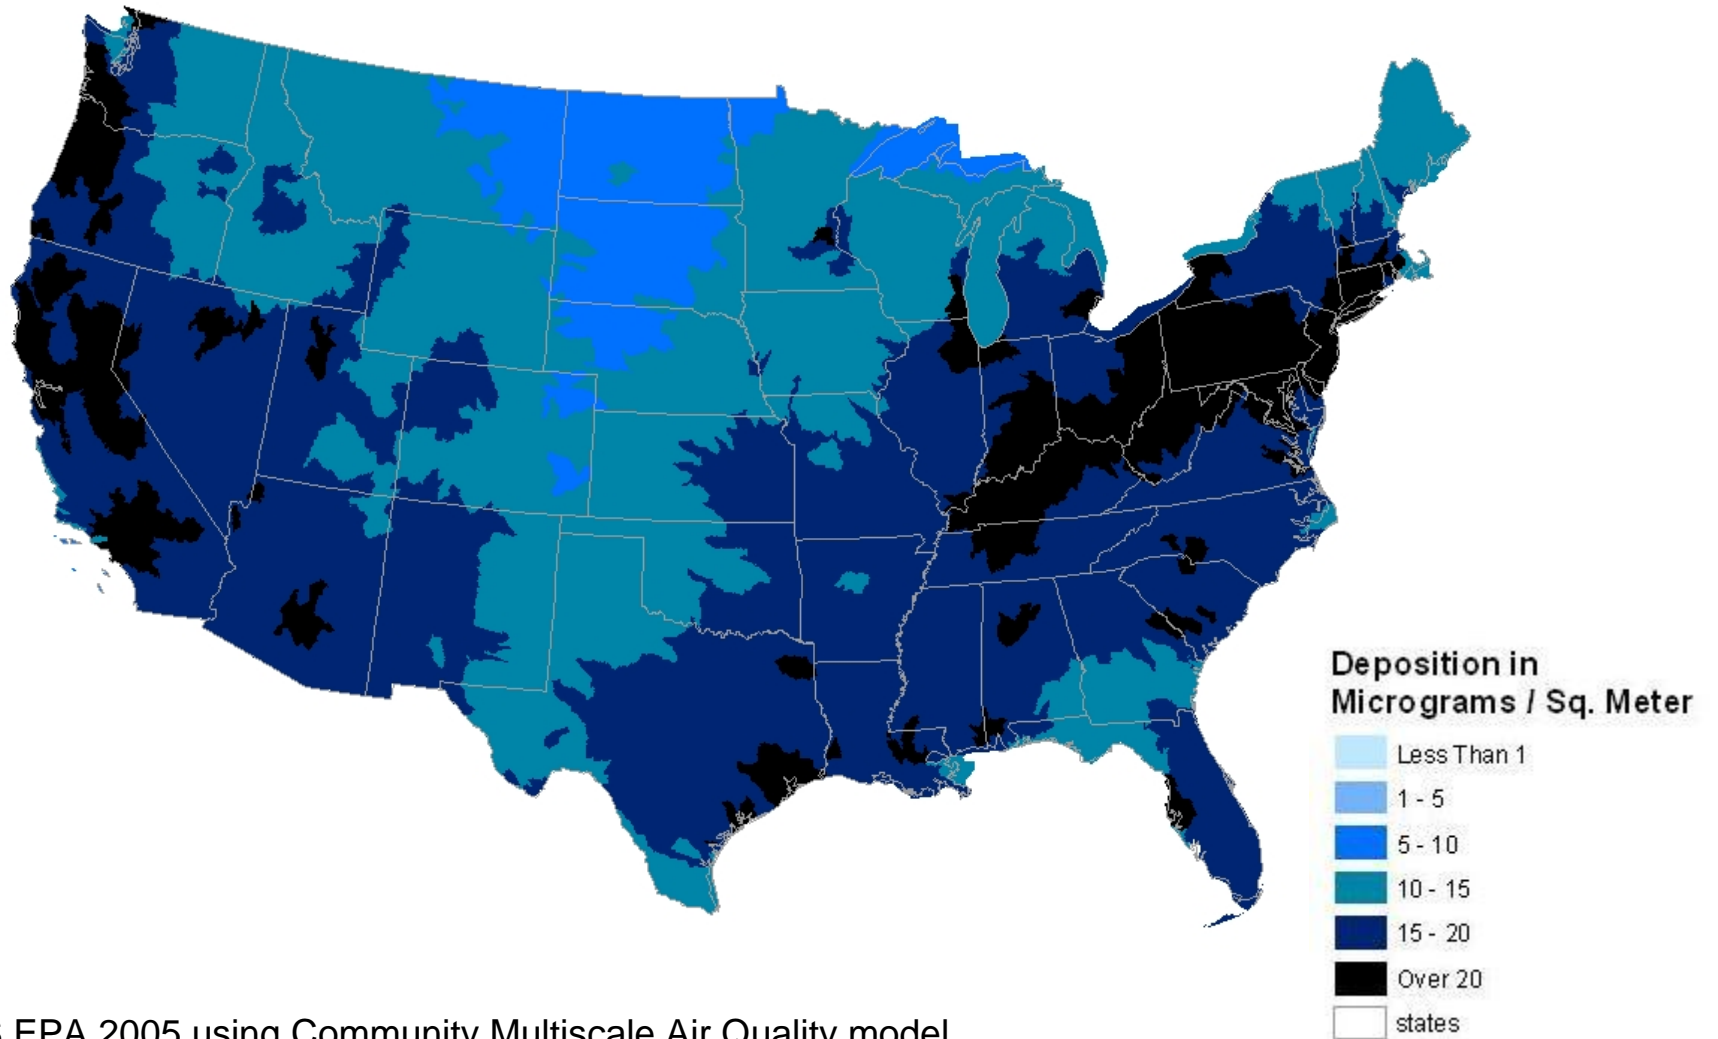 Deposition in
Micrograms / Sq. Meter
Less Than 1
1 - 5
5 - 10
10 - 15
15 - 20
Over 20
states
EPA 2005 using Community Multiscale Air Quality model